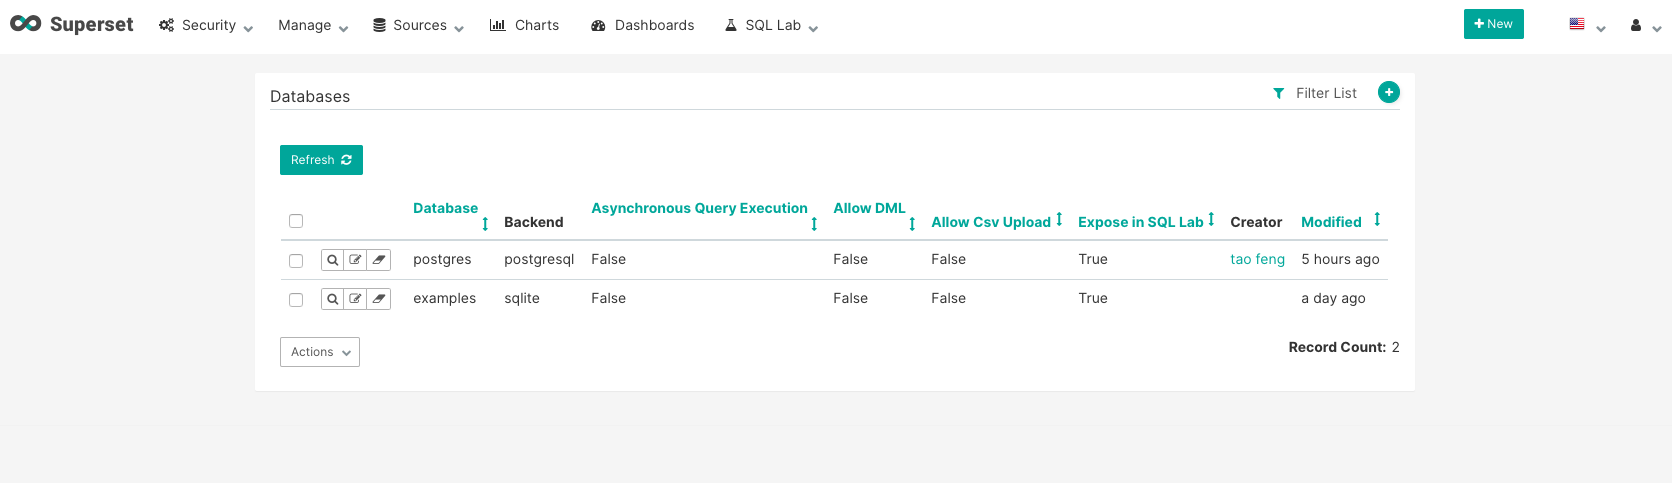 Superset Security Manage Sources Charts Dashboards SQL Lab New
Databases Filter List
Refresh
Database Backend Asynchronous Query Execution Allow DML Allow Csv Upload Expose in SQL Lab Creator Modified
postgres postgresql False False False True tao feng 5 hours ago
examples sqlite False False False True a day ago
Actions Record Count: 2